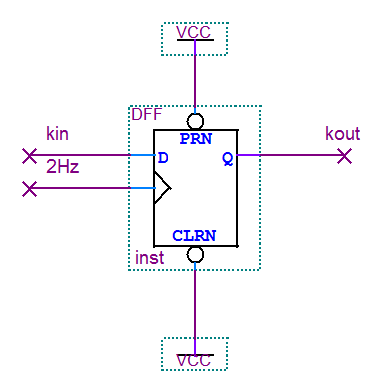 VCC
DFF
PRN
kin
kout
D
Q
2Hz
CLRN
inst
VCC